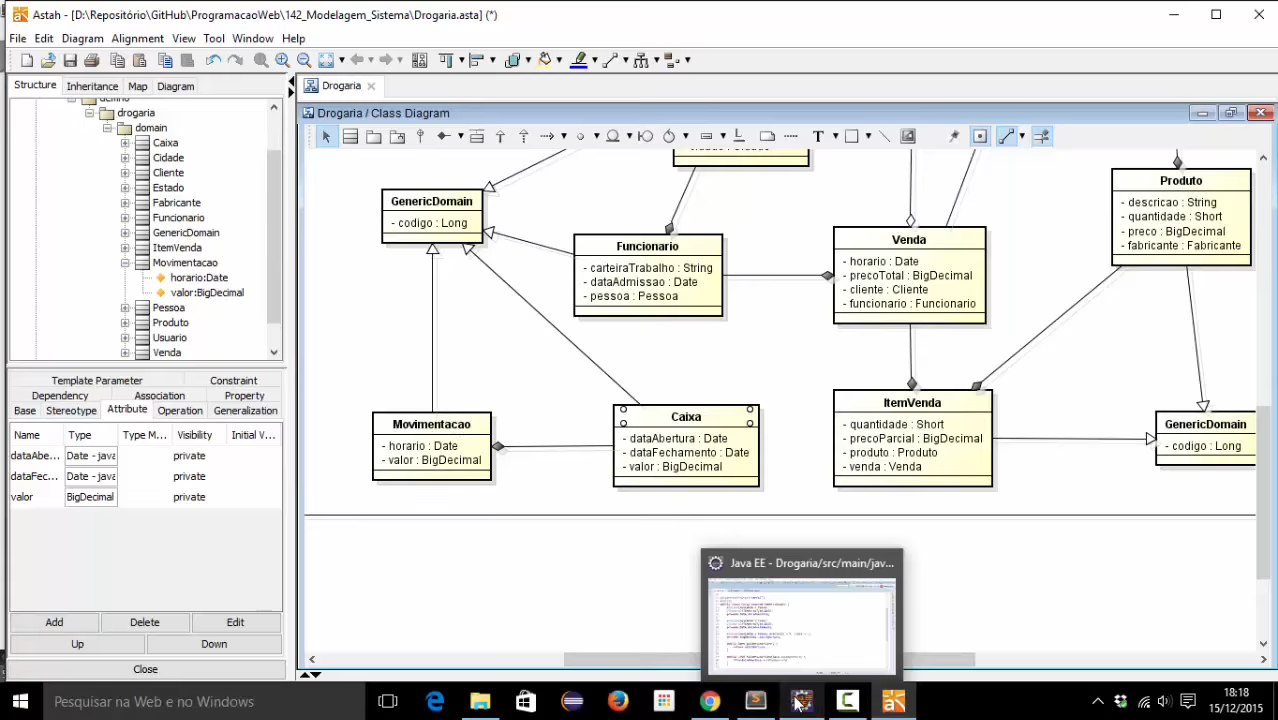 Astah - [D:\Repositório\GitHub\ProgramacaoWeb\142_Modelagem_Sistema\Drogaria.asta] (*)
File Edit Diagram Alignment View Tool Window Help
Structure Inheritance Map Diagram
drogaria
domain
Caixa
Cidade
Cliente
Estado
Fabricante
Funcionario
GenericDomain
ItemVenda
Movimentacao
horario:Date
valor:BigDecimal
Pessoa
Produto
Usuario
Venda
Template Parameter Constraint
Dependency Association Property
Base Stereotype Attribute Operation Generalization
Name Type Type M... Visibility Initial V...
dataAbe... Date - java private
dataFec... Date - java private
valor BigDecimal private
Add Delete Edit
Up Down
Close
Drogaria
Drogaria / Class Diagram
T
GenericDomain
- codigo : Long
Funcionario
- carteiraTrabalho : String
- dataAdmissao : Date
- pessoa : Pessoa
Venda
- horario : Date
- precoTotal : BigDecimal
- cliente : Cliente
- funcionario : Funcionario
Produto
- descricao : String
- quantidade : Short
- preco : BigDecimal
- fabricante : Fabricante
Movimentacao
- horario : Date
- valor : BigDecimal
Caixa
- dataAbertura : Date
- dataFechamento : Date
- valor : BigDecimal
ItemVenda
- quantidade : Short
- precoParcial : BigDecimal
- produto : Produto
- venda : Venda
GenericDomain
- codigo : Long
Java EE - Drogaria/src/main/jav...
Pesquisar na Web e no Windows
18:18
15/12/2015